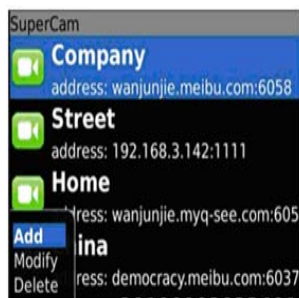 SuperCam
Company
address: wanjunjie.meibu.com:6058
Street
address: 192.168.3.142:1111
Home
ress: wanjunjie.myq-see.com:605
Add
ina
Modify
ress: democracy.meibu.com:6037
Delete